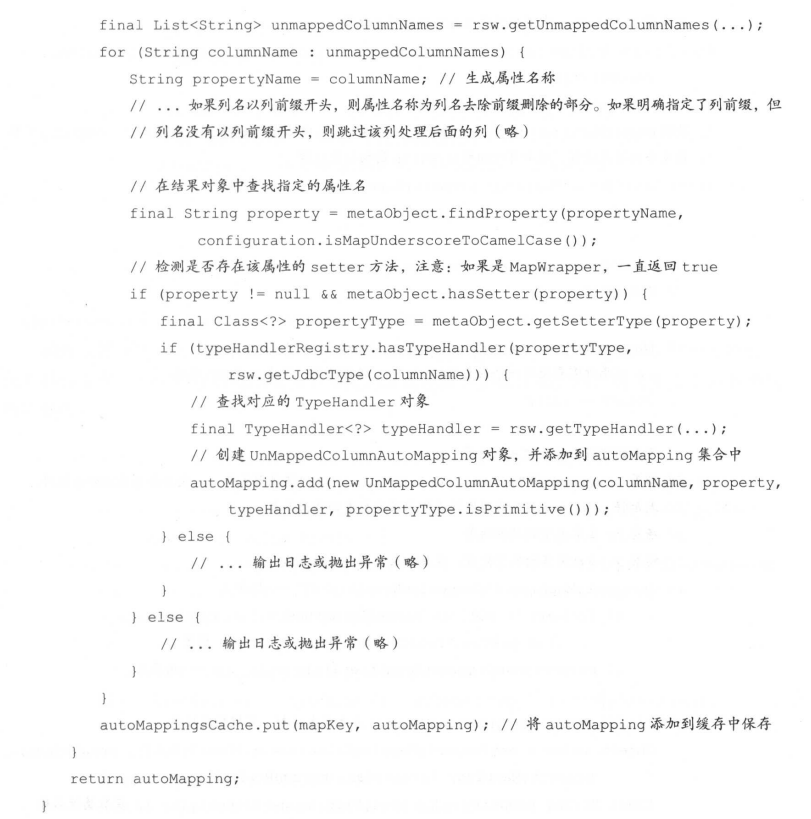 final List<String> unmappedColumnNames = rsw.getUnmappedColumnNames(...);
for (String columnName : unmappedColumnNames) {
String propertyName = columnName; // 生成属性名称
// ... 如果列名以列前缀开头，则属性名称为列名去除前缀删除的部分。如果明确指定了列前缀，但
// 列名没有以列前缀开头，则跳过该列处理后面的列（略）
// 在结果对象中查找指定的属性名
final String property = metaObject.findProperty(propertyName,
configuration.isMapUnderscoreToCamelCase());
// 检测是否存在该属性的 setter 方法，注意：如果是 MapWrapper，一直返回 true
if (property != null && metaObject.hasSetter(property)) {
final Class<?> propertyType = metaObject.getSetterType(property);
if (typeHandlerRegistry.hasTypeHandler(propertyType,
rsw.getJdbcType(columnName))) {
// 查找对应的 TypeHandler 对象
final TypeHandler<?> typeHandler = rsw.getTypeHandler(...);
// 创建 UnMappedColumnAutoMapping 对象，并添加到 autoMapping 集合中
autoMapping.add(new UnMappedColumnAutoMapping(columnName, property,
typeHandler, propertyType.isPrimitive()));
} else {
// ... 输出日志或抛出异常（略）
}
} else {
// ... 输出日志或抛出异常（略）
}
}
autoMappingsCache.put(mapKey, autoMapping); // 将 autoMapping 添加到缓存中保存
}
return autoMapping;
}